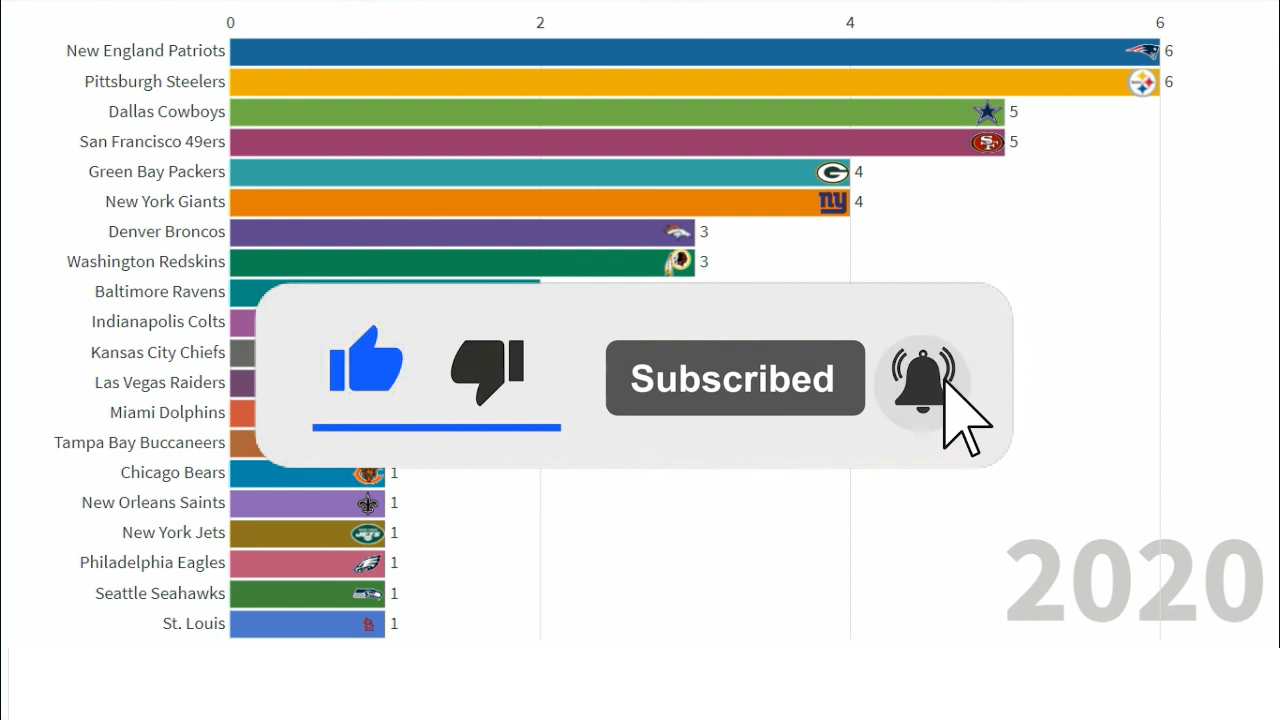 0 2 4 6
New England Patriots 6
Pittsburgh Steelers 6
Dallas Cowboys 5
San Francisco 49ers 5
Green Bay Packers G 4
New York Giants ny 4
Denver Broncos 3
Washington Redskins 3
Baltimore Ravens
Indianapolis Colts
Kansas City Chiefs
Las Vegas Raiders
Miami Dolphins
Tampa Bay Buccaneers
Subscribed
Chicago Bears 1
New Orleans Saints 1
New York Jets JETS 1
Philadelphia Eagles 1
Seattle Seahawks 1
St. Louis 1
2020